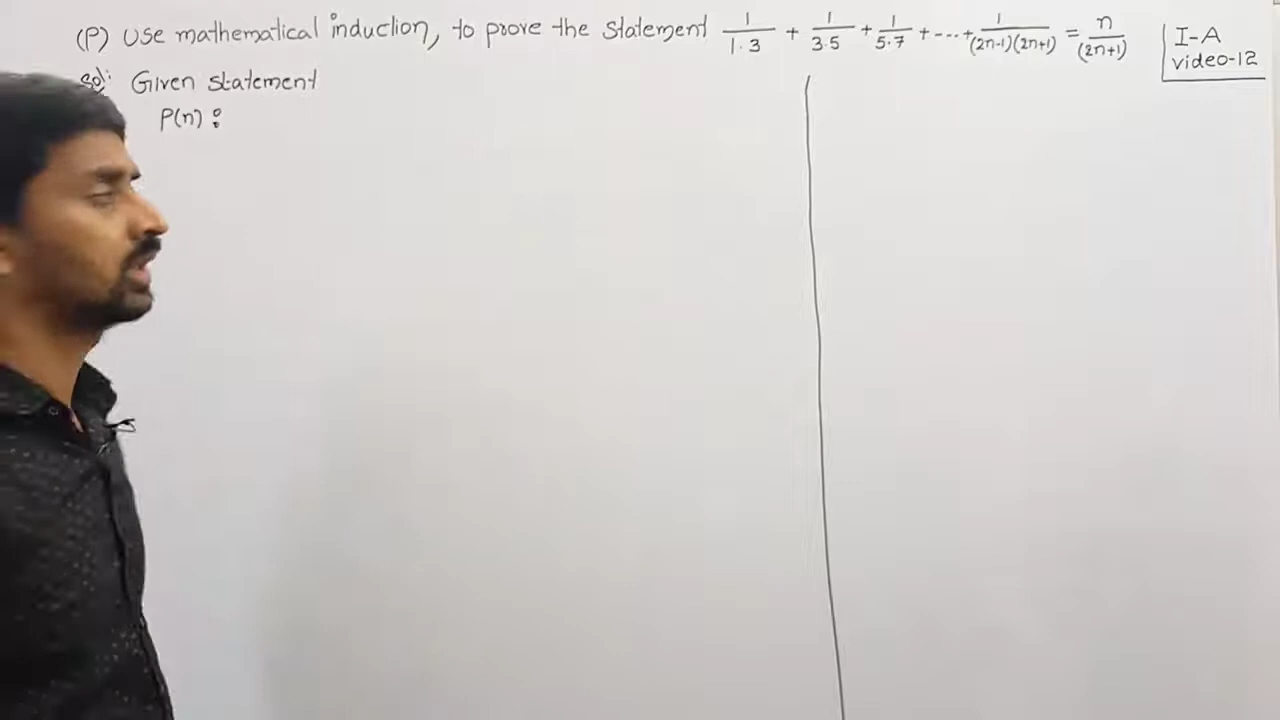 (P) Use mathematical induction, to prove the statement 1/1.3 + 1/3.5 + 1/5.7 + ---+ 1/(2n-1)(2n+1) = n/(2n+1)
I-A
video-12
Sol: Given statement
P(n) :